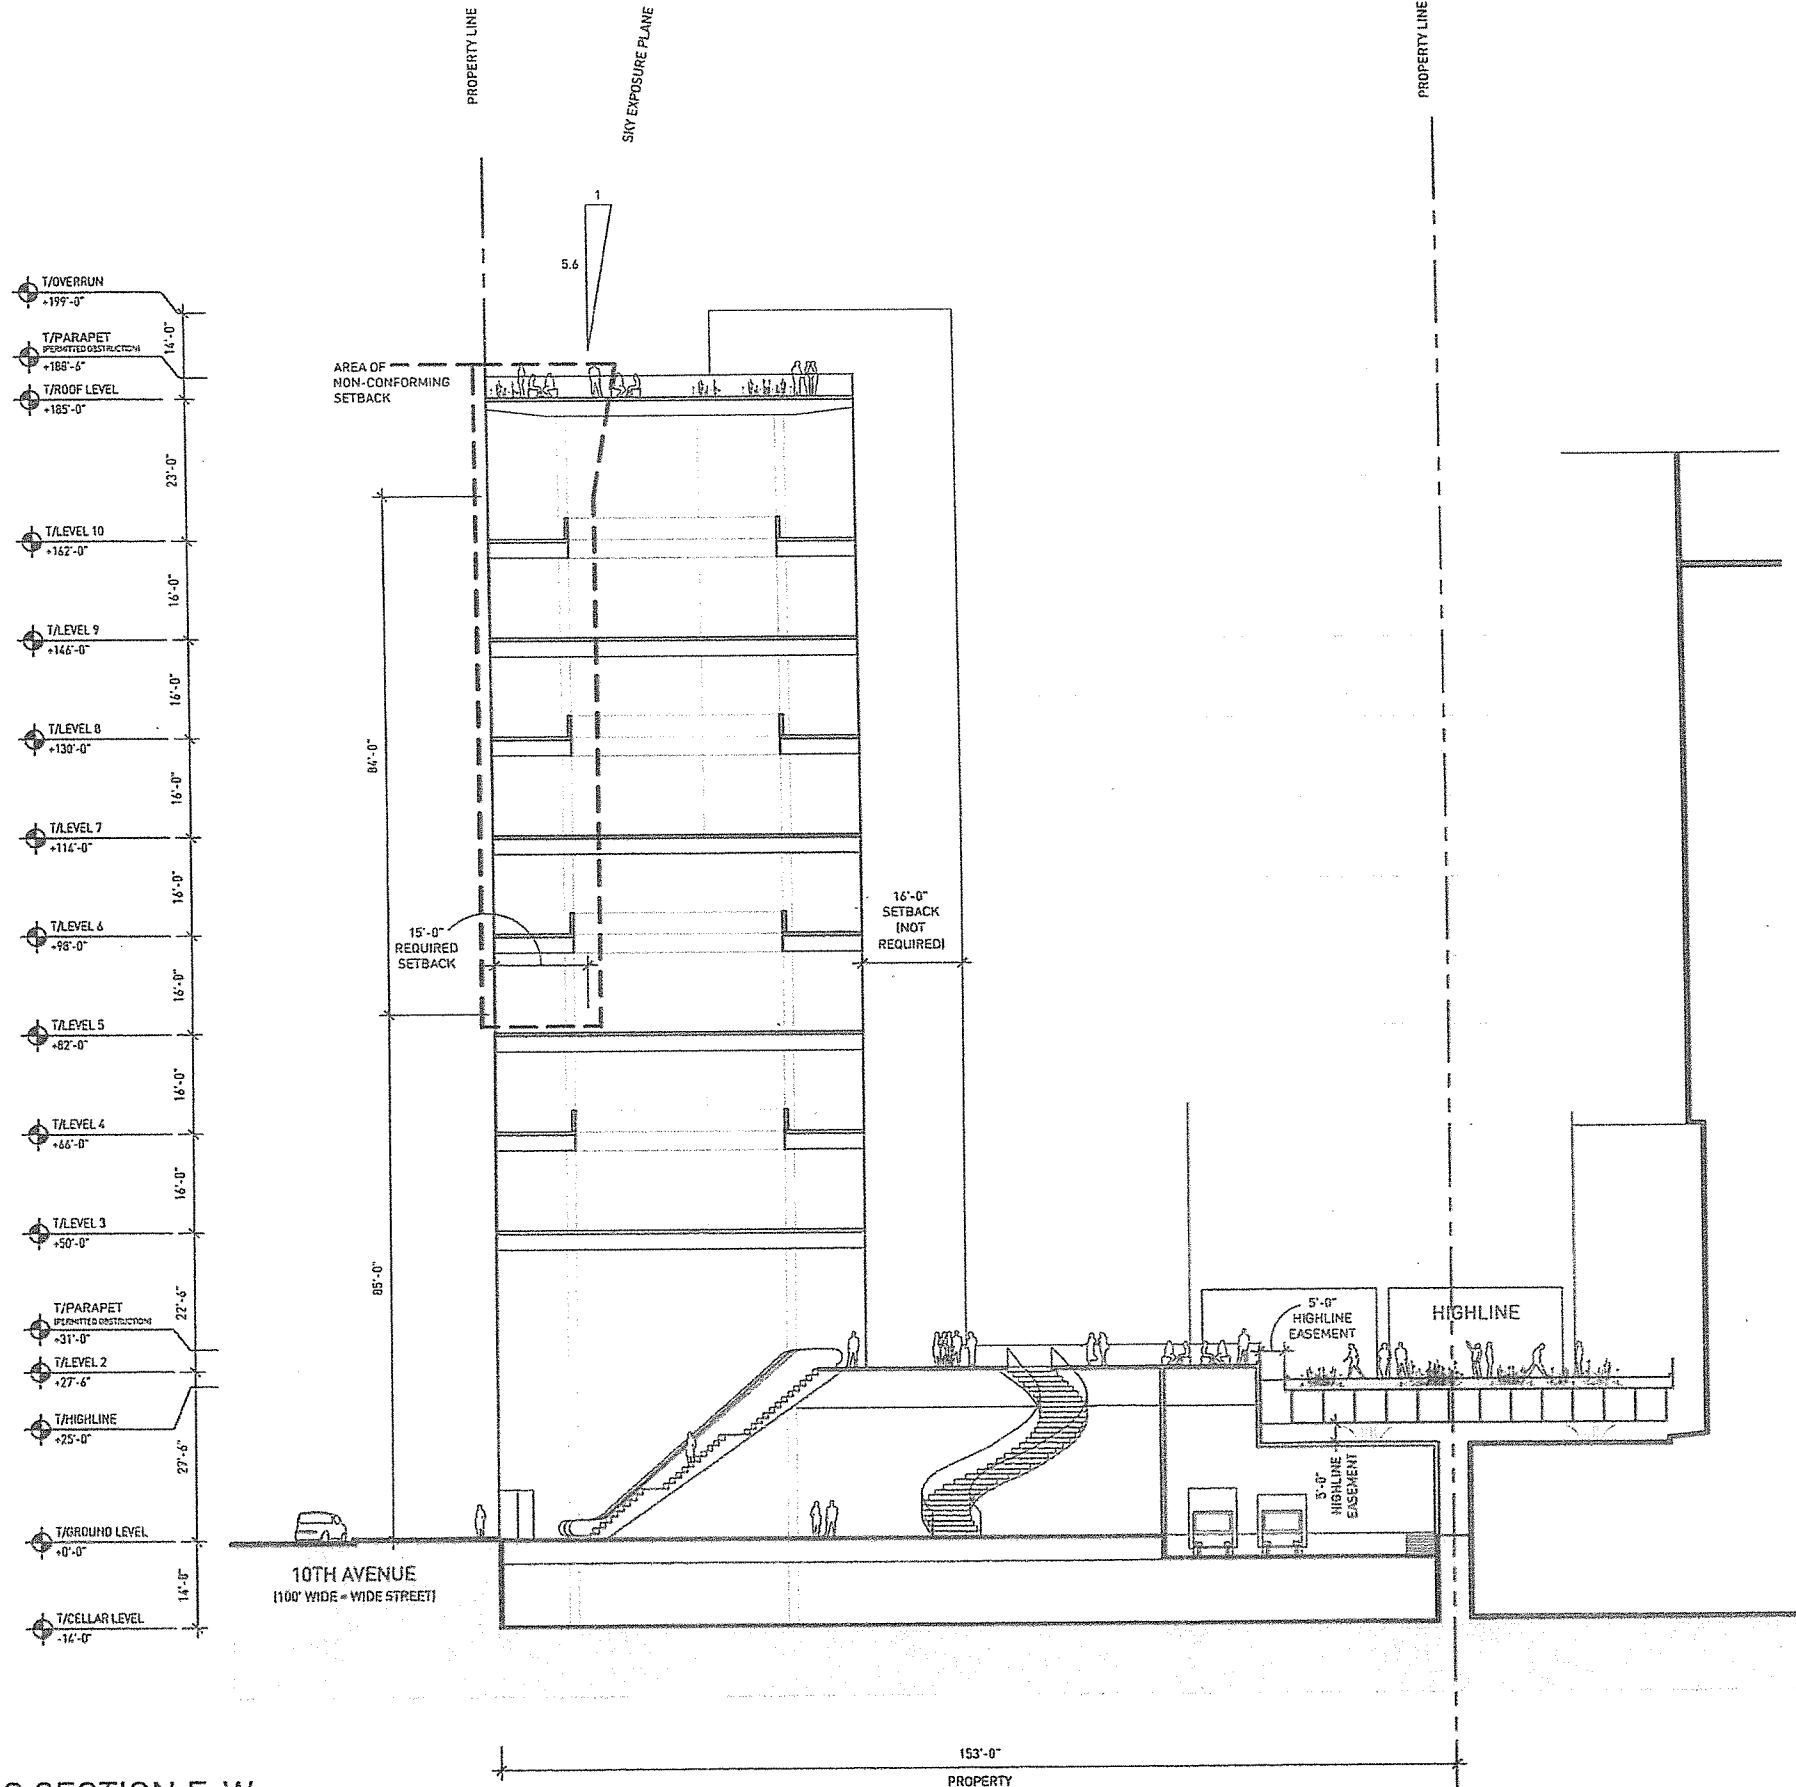 PROPERTY LINE
SKY EXPOSURE PLANE
PROPERTY LINE
1
5.6
T/OVERRUN
+199'-0"
14'-0"
T/PARAPET
(PERMITTED OBSTRUCTION)
+188'-6"
T/ROOF LEVEL
+185'-0"
AREA OF
NON-CONFORMING
SETBACK
23'-0"
T/LEVEL 10
+162'-0"
16'-0"
T/LEVEL 9
+146'-0"
16'-0"
T/LEVEL 8
+130'-0"
84'-0"
16'-0"
T/LEVEL 7
+114'-0"
16'-0"
T/LEVEL 6
+98'-0"
15'-0"
REQUIRED
SETBACK
16'-0"
SETBACK
(NOT
REQUIRED)
16'-0"
T/LEVEL 5
+82'-0"
16'-0"
T/LEVEL 4
+66'-0"
16'-0"
T/LEVEL 3
+50'-0"
85'-0"
22'-6"
T/PARAPET
(PERMITTED OBSTRUCTION)
+31'-0"
5'-0"
HIGHLINE
EASEMENT
HIGHLINE
T/LEVEL 2
+27'-6"
T/HIGHLINE
+25'-0"
27'-6"
HIGHLINE
EASEMENT
T/GROUND LEVEL
+0'-0"
10TH AVENUE
(100' WIDE = WIDE STREET)
14'-0"
T/CELLAR LEVEL
-14'-0"
153'-0"
PROPERTY
SECTION E-W